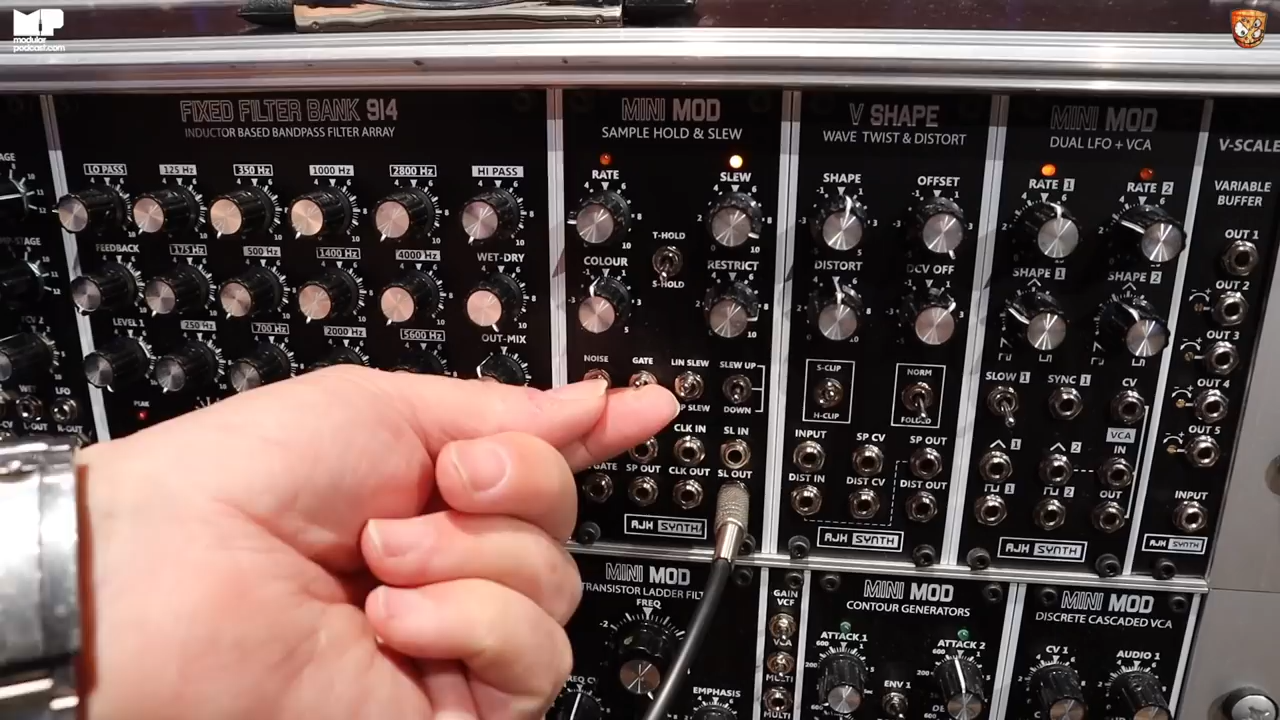 MP
modular
podcast.com
FIXED FILTER BANK 914
INDUCTOR BASED BANDPASS FILTER ARRAY
LO PASS
125 Hz
350 Hz
1000 Hz
2800 Hz
HI PASS
FEEDBACK
175 Hz
500 Hz
1400 Hz
4000 Hz
WET-DRY
LEVEL 1
250 Hz
700 Hz
2000 Hz
5600 Hz
OUT-MIX
PEAK
WET
LFO
L-OUT
R-OUT
MINI MOD
SAMPLE HOLD & SLEW
RATE
SLEW
T-HOLD
S-HOLD
COLOUR
RESTRICT
NOISE
GATE
LIN SLEW
SLEW UP
DOWN
CLK IN
SL IN
GATE
SP OUT
CLK OUT
SL OUT
AJH SYNTH
V SHAPE
WAVE TWIST & DISTORT
SHAPE
OFFSET
DISTORT
DCV OFF
S-CLIP
H-CLIP
NORM
FOLDED
INPUT
SP CV
SP OUT
DIST IN
DIST CV
DIST OUT
AJH SYNTH
MINI MOD
DUAL LFO + VCA
RATE 1
RATE 2
SHAPE 1
SHAPE 2
SLOW 1
SYNC 1
CV
VCA
1
2
IN
1
2
OUT
AJH SYNTH
V-SCALE
VARIABLE
BUFFER
OUT 1
OUT 2
OUT 3
OUT 4
OUT 5
INPUT
AJH SYNTH
MINI MOD
TRANSISTOR LADDER FILT
FREQ
EMPHASIS
GAIN
VCF
VCA
MULTI
MULTI
MINI MOD
CONTOUR GENERATORS
ATTACK 1
ATTACK 2
ENV 1
MINI MOD
DISCRETE CASCADED VCA
CV 1
AUDIO 1